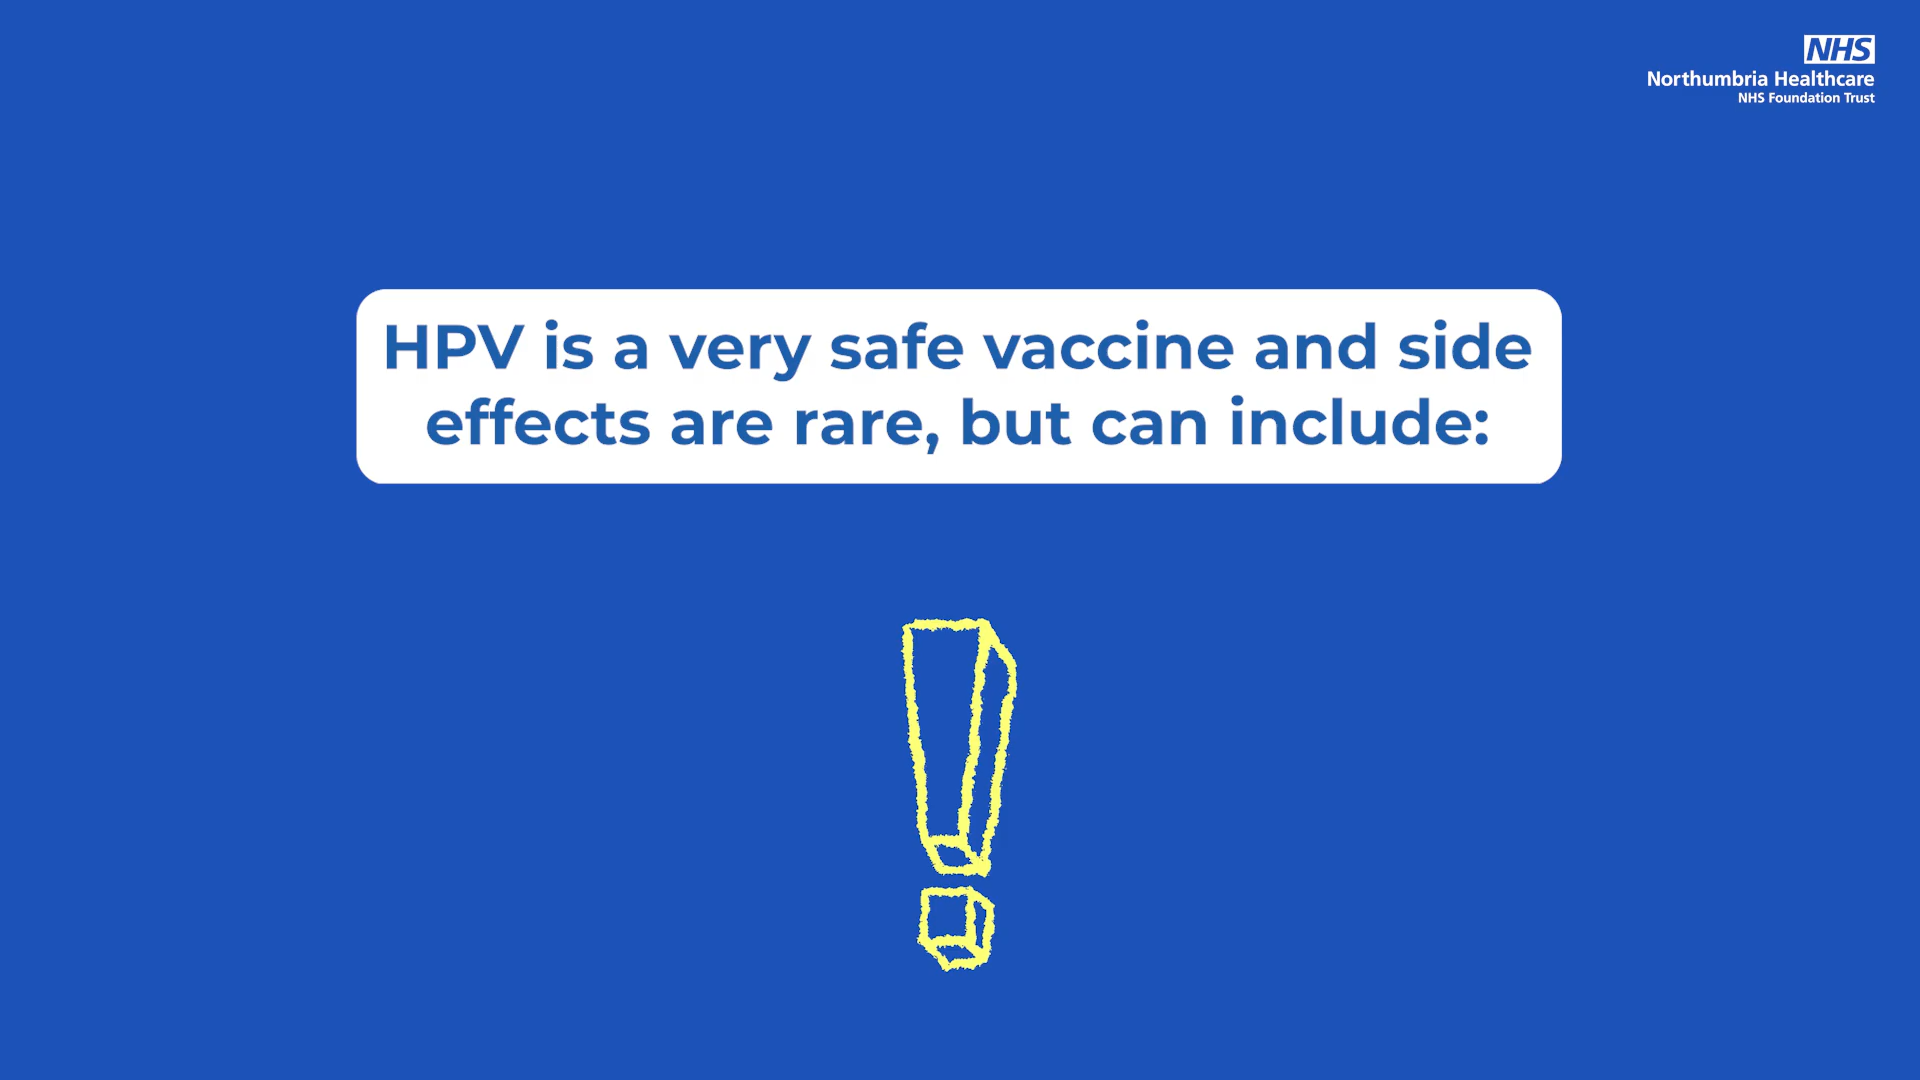 NHS
Northumbria Healthcare
NHS Foundation Trust
HPV is a very safe vaccine and side
effects are rare, but can include:
!